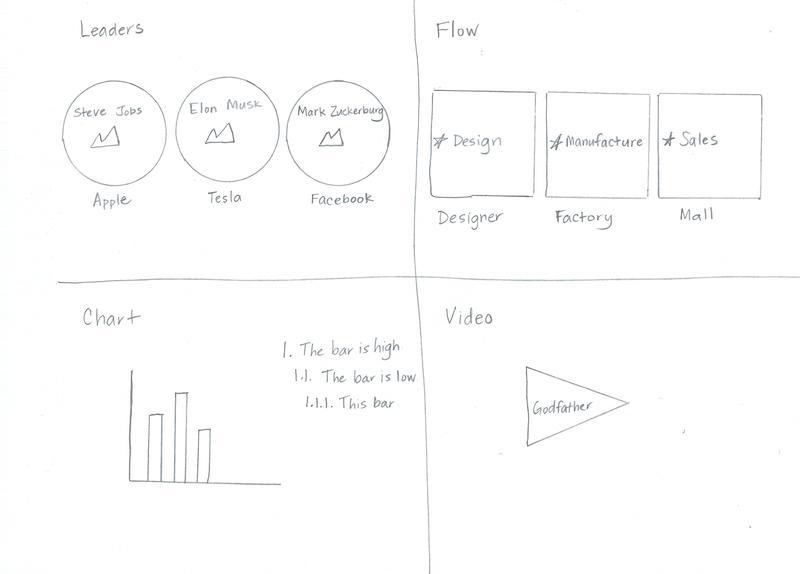 Leaders
Steve Jobs
Elon Musk
Mark Zuckerburg
Apple
Tesla
Facebook
Flow
* Design
* Manufacture
* Sales
Designer
Factory
Mall
Chart
1. The bar is high
1.1. The bar is low
1.1.1. This bar
Video
Godfather